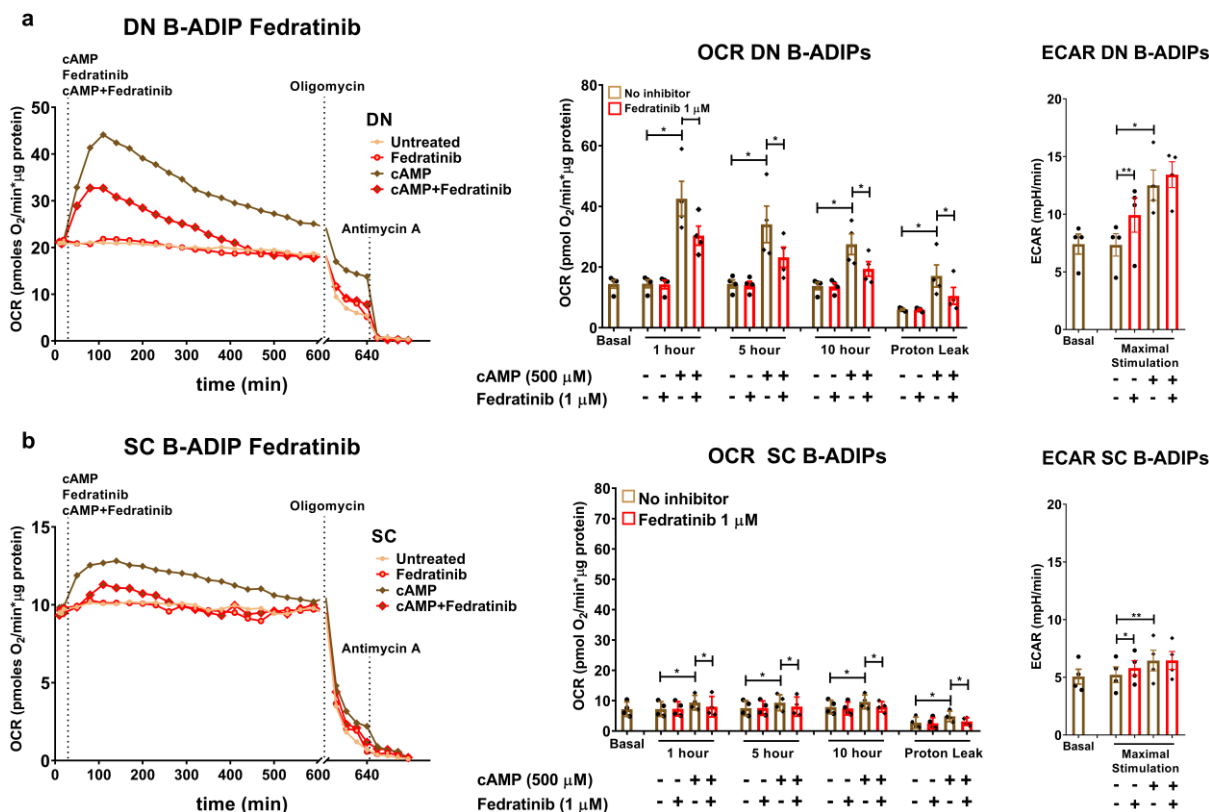 a
DN B-ADIP Fedratinib
cAMP
Fedratinib
cAMP+Fedratinib
Oligomycin
Antimycin A
DN
Untreated
Fedratinib
cAMP
cAMP+Fedratinib
OCR (pmoles O₂/min*µg protein)
50
40
30
20
10
0
0 100 200 300 400 500 600 640
time (min)
OCR DN B-ADIPs
No inhibitor
Fedratinib 1 µM
OCR (pmol O₂/min*µg protein)
80
60
40
20
0
* * * * * * * *
Basal 1 hour 5 hour 10 hour Proton Leak
cAMP (500 µM) - - + + - - + + - - + + - - + +
Fedratinib (1 µM) - + - + - + - + - + - + - + - +
ECAR DN B-ADIPs
ECAR (mpH/min)
20
15
10
5
0
*
**
Basal Maximal
Stimulation
- - + +
- + - +
b
SC B-ADIP Fedratinib
cAMP
Fedratinib
cAMP+Fedratinib
Oligomycin
Antimycin A
SC
Untreated
Fedratinib
cAMP
cAMP+Fedratinib
OCR (pmoles O₂/min*µg protein)
15
10
5
0
0 100 200 300 400 500 600 640
time (min)
OCR SC B-ADIPs
No inhibitor
Fedratinib 1 µM
OCR (pmol O₂/min*µg protein)
80
70
60
50
40
30
20
10
0
* * * * * * * *
Basal 1 hour 5 hour 10 hour Proton Leak
cAMP (500 µM) - - + + - - + + - - + + - - + +
Fedratinib (1 µM) - + - + - + - + - + - + - + - +
ECAR SC B-ADIPs
ECAR (mpH/min)
20
15
10
5
0
**
*
Basal Maximal
Stimulation
- - + +
- + - +